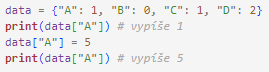 data = {"A": 1, "B": 0, "C": 1, "D": 2}
print(data["A"]) # vypíše 1
data["A"] = 5
print(data["A"]) # vypíše 5